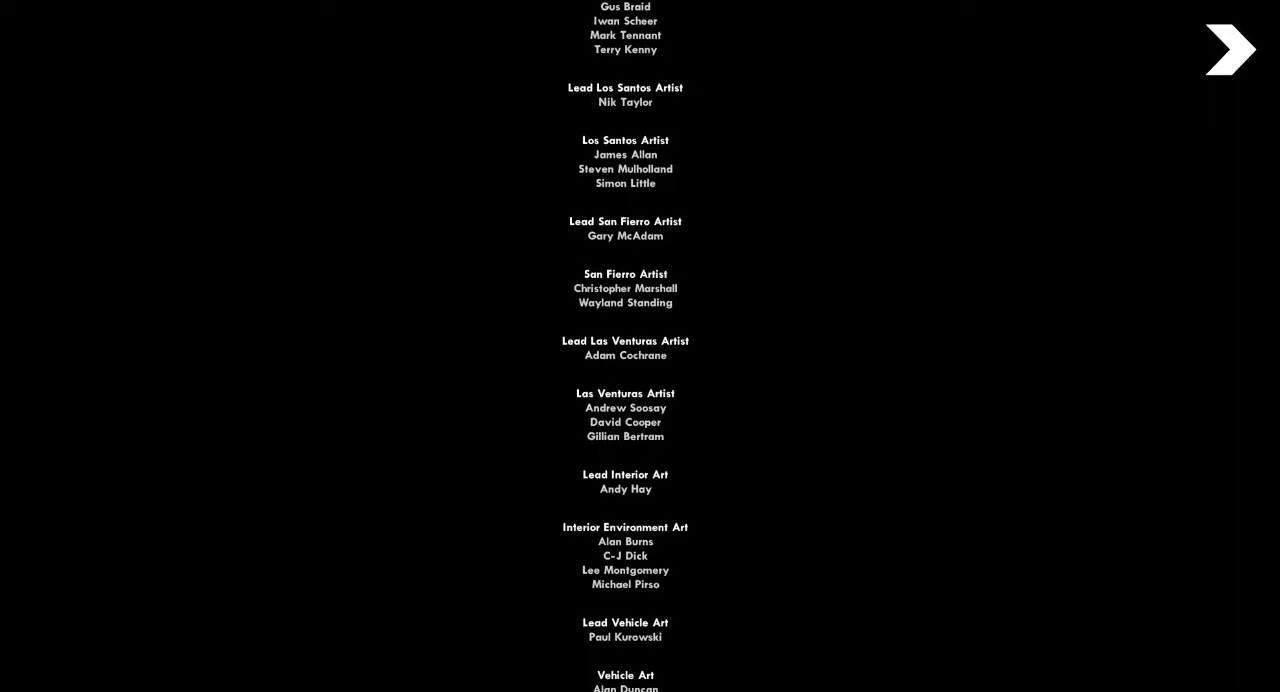 Gus Braid
Iwan Scheer
Mark Tennant
Terry Kenny
Lead Los Santos Artist
Nik Taylor
Los Santos Artist
James Allan
Steven Mulholland
Simon Little
Lead San Fierro Artist
Gary McAdam
San Fierro Artist
Christopher Marshall
Wayland Standing
Lead Las Venturas Artist
Adam Cochrane
Las Venturas Artist
Andrew Soosay
David Cooper
Gillian Bertram
Lead Interior Art
Andy Hay
Interior Environment Art
Alan Burns
C-J Dick
Lee Montgomery
Michael Pirso
Lead Vehicle Art
Paul Kurowski
Vehicle Art
Alan Duncan